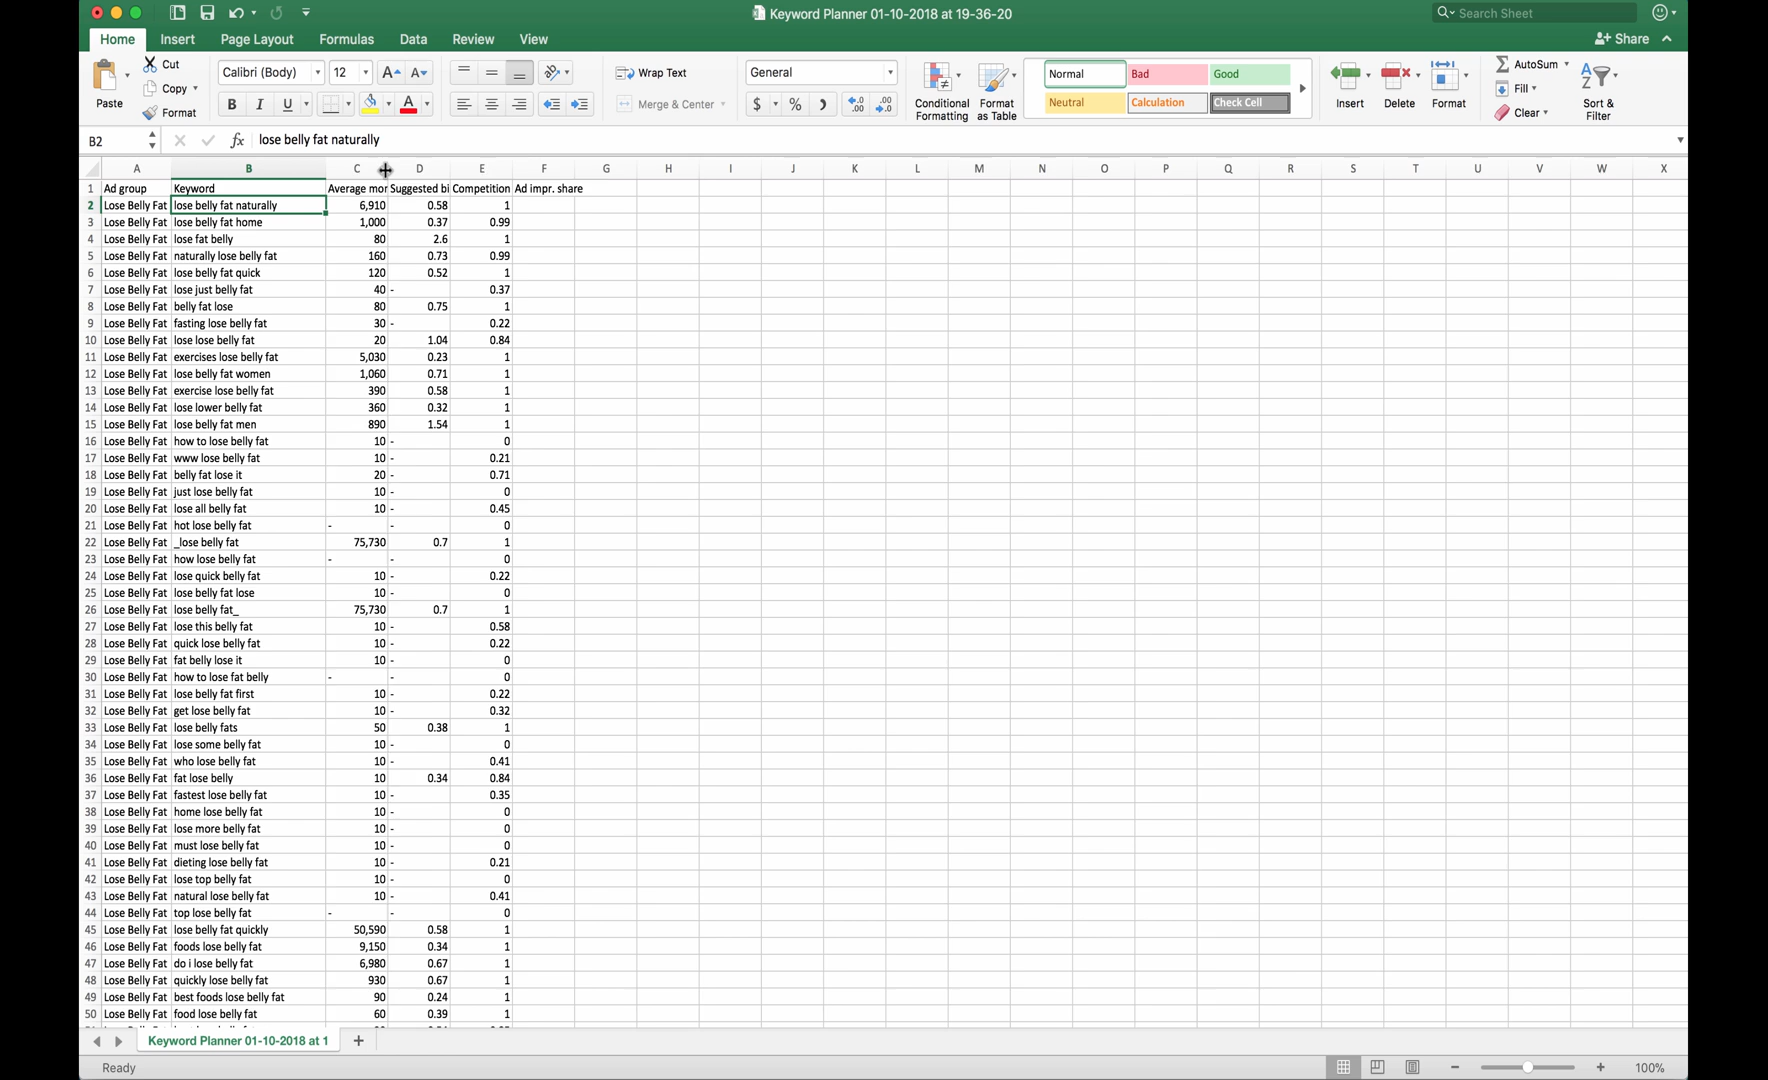 Keyword Planner 01-10-2018 at 19-36-20
Search Sheet
Home Insert Page Layout Formulas Data Review View
Share
Paste
Cut
Copy
Format
Calibri (Body) 12
A A
B I U A
Wrap Text
Merge & Center
General
$ % )
Conditional Formatting
Format as Table
Normal Bad Good
Neutral Calculation Check Cell
Insert Delete Format
AutoSum
Fill
Clear
Sort & Filter
B2 fx lose belly fat naturally
A B C D E F G H I J K L M N O P Q R S T U V W X
1 Ad group Keyword Average mor Suggested bi Competition Ad impr. share
2 Lose Belly Fat lose belly fat naturally 6,910 0.58 1
3 Lose Belly Fat lose belly fat home 1,000 0.37 0.99
4 Lose Belly Fat lose fat belly 80 2.6 1
5 Lose Belly Fat naturally lose belly fat 160 0.73 0.99
6 Lose Belly Fat lose belly fat quick 120 0.52 1
7 Lose Belly Fat lose just belly fat 40 - 0.37
8 Lose Belly Fat belly fat lose 80 0.75 1
9 Lose Belly Fat fasting lose belly fat 30 - 0.22
10 Lose Belly Fat lose lose belly fat 20 1.04 0.84
11 Lose Belly Fat exercises lose belly fat 5,030 0.23 1
12 Lose Belly Fat lose belly fat women 1,060 0.71 1
13 Lose Belly Fat exercise lose belly fat 390 0.58 1
14 Lose Belly Fat lose lower belly fat 360 0.32 1
15 Lose Belly Fat lose belly fat men 890 1.54 1
16 Lose Belly Fat how to lose belly fat 10 - 0
17 Lose Belly Fat www lose belly fat 10 - 0.21
18 Lose Belly Fat belly fat lose it 20 - 0.71
19 Lose Belly Fat just lose belly fat 10 - 0
20 Lose Belly Fat lose all belly fat 10 - 0.45
21 Lose Belly Fat hot lose belly fat - - 0
22 Lose Belly Fat _lose belly fat 75,730 0.7 1
23 Lose Belly Fat how lose belly fat - - 0
24 Lose Belly Fat lose quick belly fat 10 - 0.22
25 Lose Belly Fat lose belly fat lose 10 - 0
26 Lose Belly Fat lose belly fat_ 75,730 0.7 1
27 Lose Belly Fat lose this belly fat 10 - 0.58
28 Lose Belly Fat quick lose belly fat 10 - 0.22
29 Lose Belly Fat fat belly lose it 10 - 0
30 Lose Belly Fat how to lose fat belly - - 0
31 Lose Belly Fat lose belly fat first 10 - 0.22
32 Lose Belly Fat get lose belly fat 10 - 0.32
33 Lose Belly Fat lose belly fats 50 0.38 1
34 Lose Belly Fat lose some belly fat 10 - 0
35 Lose Belly Fat who lose belly fat 10 - 0.41
36 Lose Belly Fat fat lose belly 10 0.34 0.84
37 Lose Belly Fat fastest lose belly fat 10 - 0.35
38 Lose Belly Fat home lose belly fat 10 - 0
39 Lose Belly Fat lose more belly fat 10 - 0
40 Lose Belly Fat must lose belly fat 10 - 0
41 Lose Belly Fat dieting lose belly fat 10 - 0.21
42 Lose Belly Fat lose top belly fat 10 - 0
43 Lose Belly Fat natural lose belly fat 10 - 0.41
44 Lose Belly Fat top lose belly fat - - 0
45 Lose Belly Fat lose belly fat quickly 50,590 0.58 1
46 Lose Belly Fat foods lose belly fat 9,150 0.34 1
47 Lose Belly Fat do i lose belly fat 6,980 0.67 1
48 Lose Belly Fat quickly lose belly fat 930 0.67 1
49 Lose Belly Fat best foods lose belly fat 90 0.24 1
50 Lose Belly Fat food lose belly fat 60 0.39 1
Keyword Planner 01-10-2018 at 1 +
Ready 100%